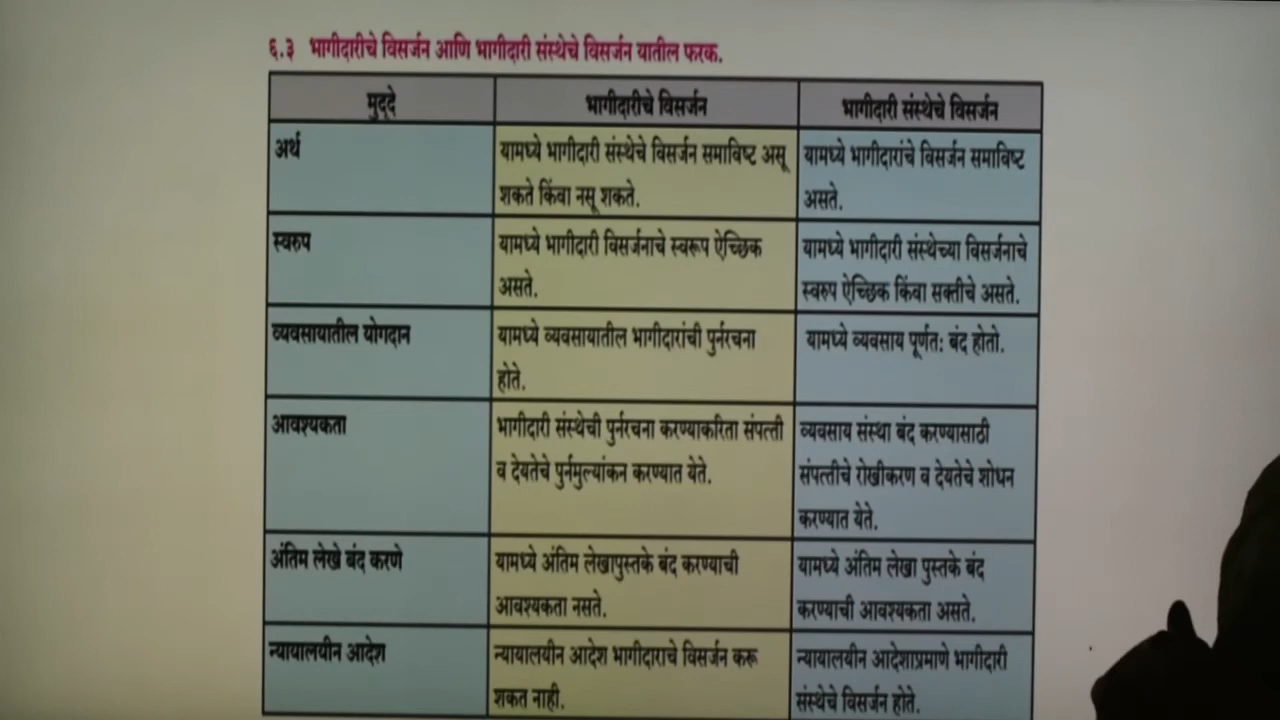 ६.३ भागीदारीचे विसर्जन आणि भागीदारी संस्थेचे विसर्जन यातील फरक.
मुद्दे
भागीदारीचे विसर्जन
भागीदारी संस्थेचे विसर्जन
अर्थ
यामध्ये भागीदारी संस्थेचे विसर्जन समाविष्ट असू
शकते किंवा नसू शकते.
यामध्ये भागीदारांचे विसर्जन समाविष्ट
असते.
स्वरुप
यामध्ये भागीदारी विसर्जनाचे स्वरूप ऐच्छिक
असते.
यामध्ये भागीदारी संस्थेच्या विसर्जनाचे
स्वरुप ऐच्छिक किंवा सक्तीचे असते.
व्यवसायातील योगदान
यामध्ये व्यवसायातील भागीदारांची पुर्नरचना
होते.
यामध्ये व्यवसाय पूर्णत: बंद होतो.
आवश्यकता
भागीदारी संस्थेची पुर्नरचना करण्याकरिता संपत्ती
व देयतेचे पुर्नमुल्यांकन करण्यात येते.
व्यवसाय संस्था बंद करण्यासाठी
संपत्तीचे रोखीकरण व देयतेचे शोधन
करण्यात येते.
अंतिम लेखे बंद करणे
यामध्ये अंतिम लेखापुस्तके बंद करण्याची
आवश्यकता नसते.
यामध्ये अंतिम लेखा पुस्तके बंद
करण्याची आवश्यकता असते.
न्यायालयीन आदेश
न्यायालयीन आदेश भागीदाराचे विसर्जन करू
शकत नाही.
न्यायालयीन आदेशाप्रमाणे भागीदारी
संस्थेचे विसर्जन होते.